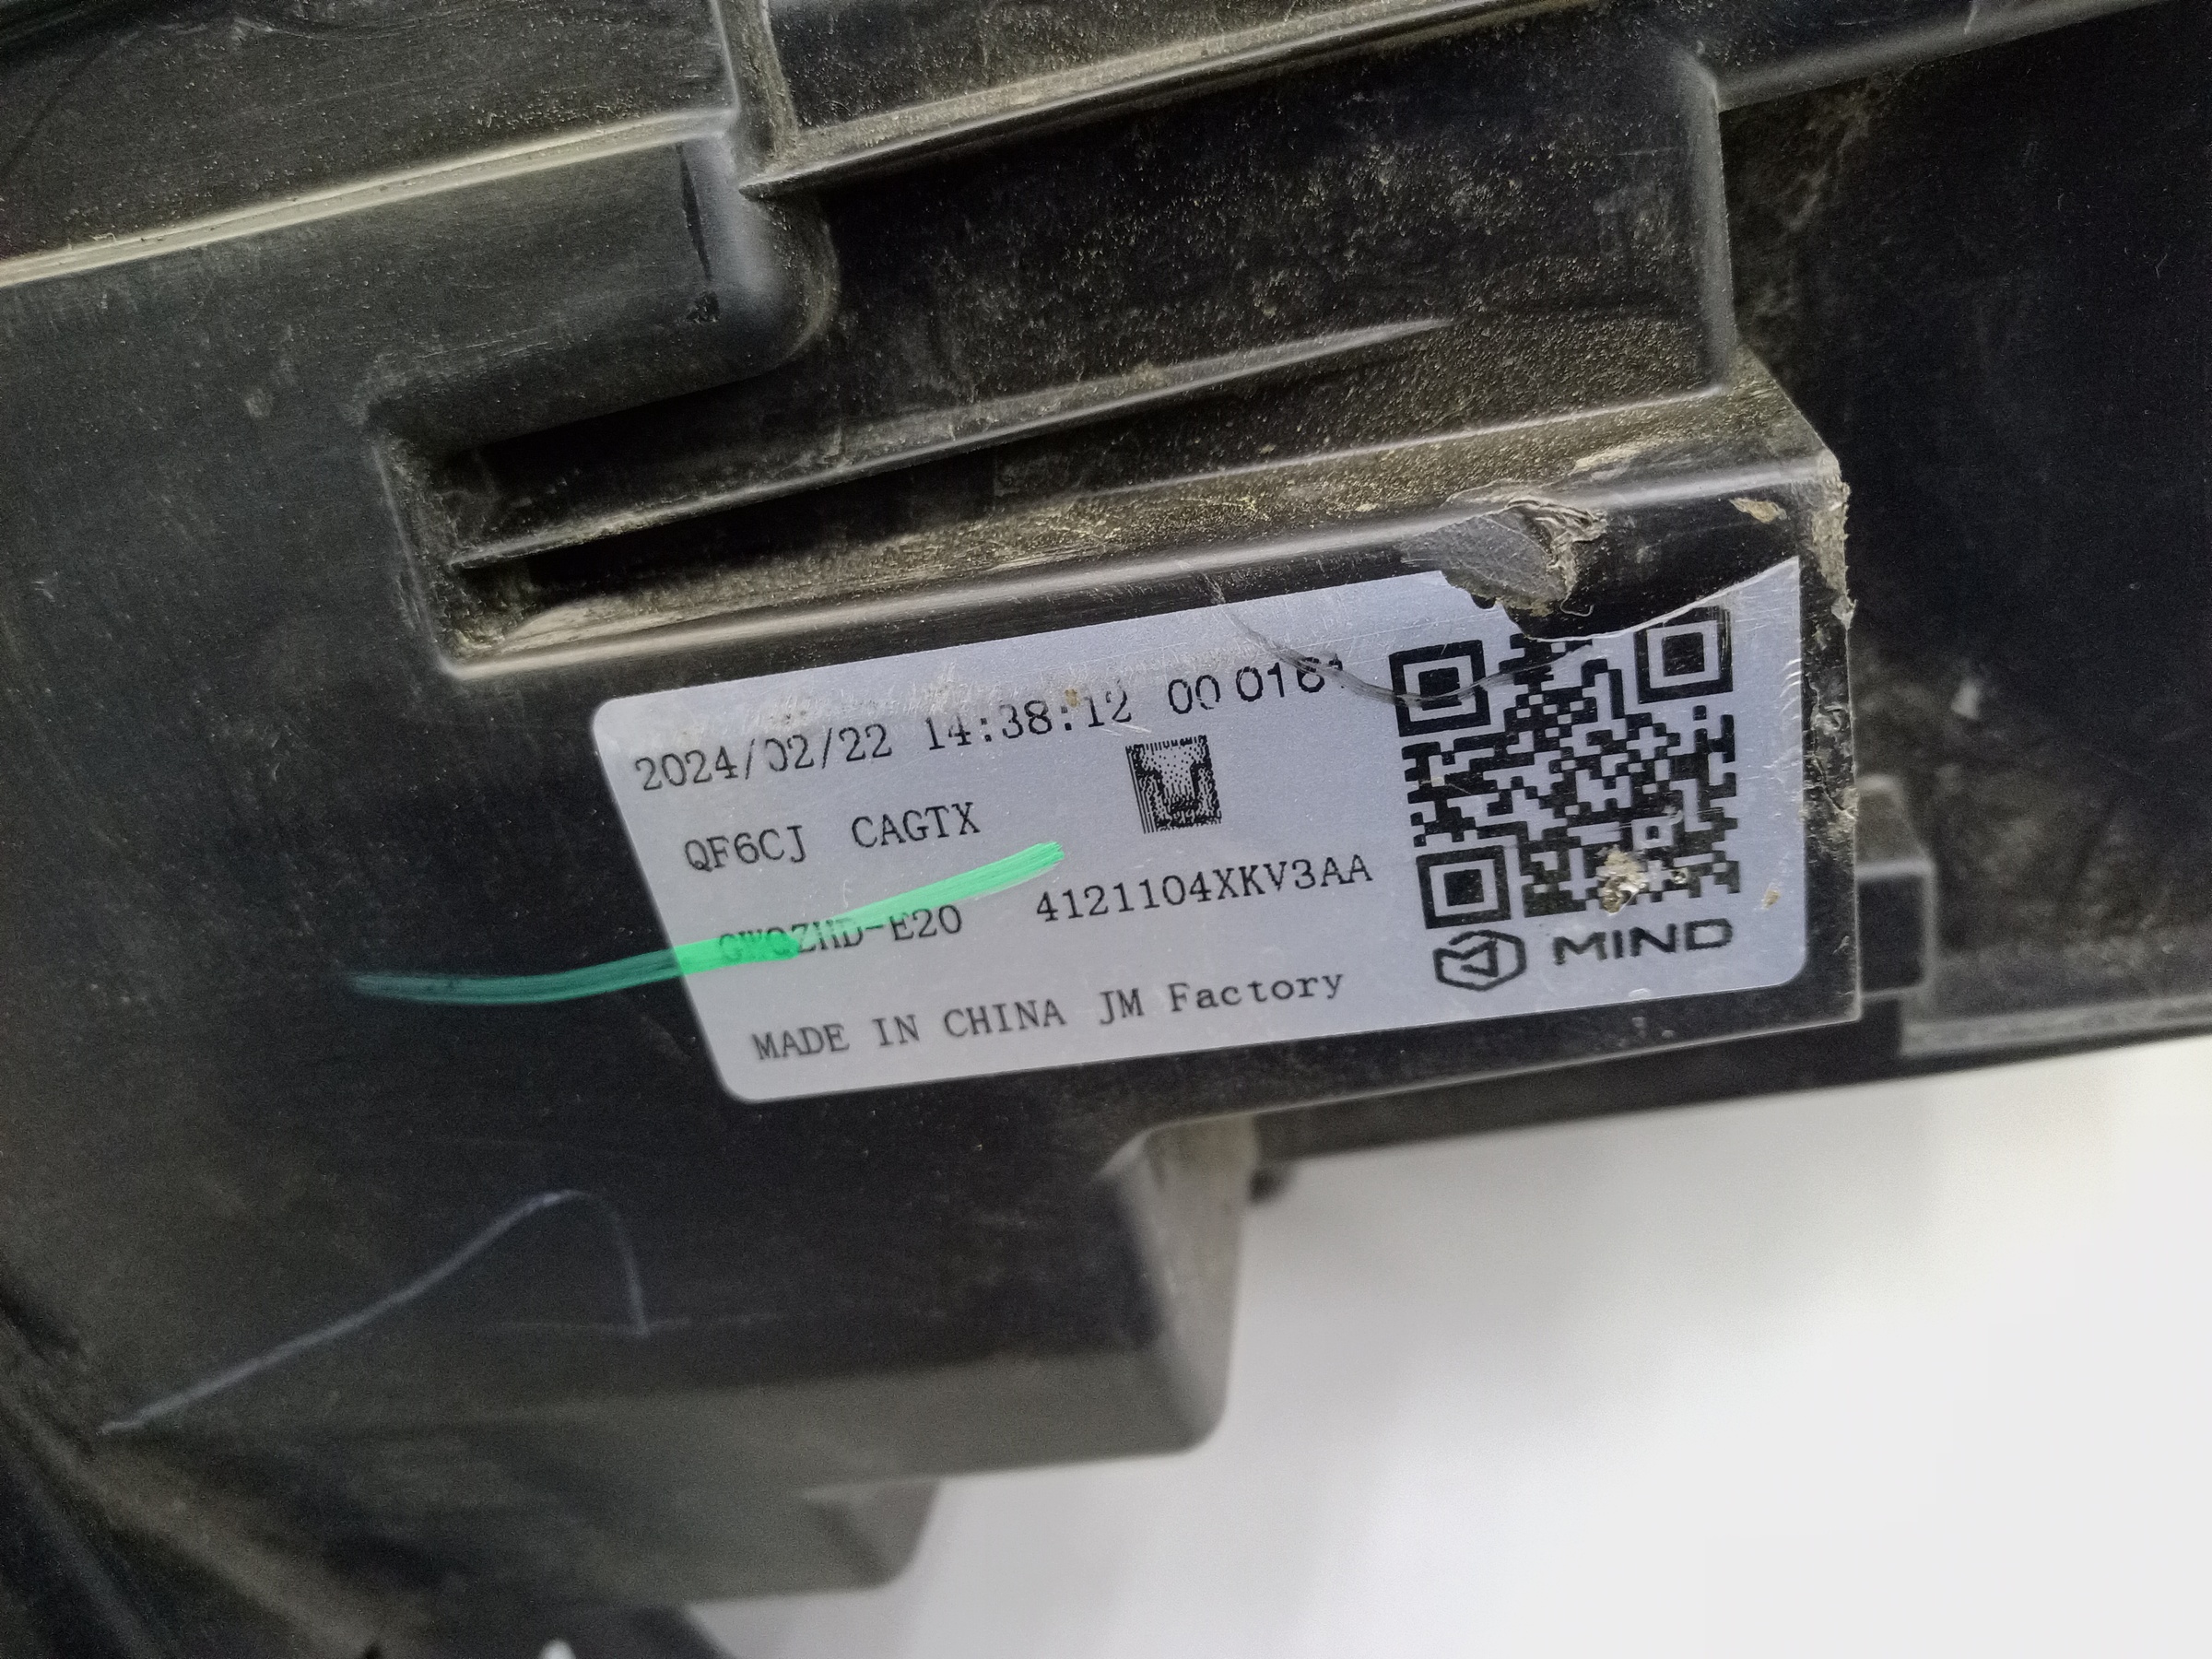 2024/02/22 14:38:12
QF6CJ CAGTX
4121104XKV3AA
MADE IN CHINA JM Factory
MIND